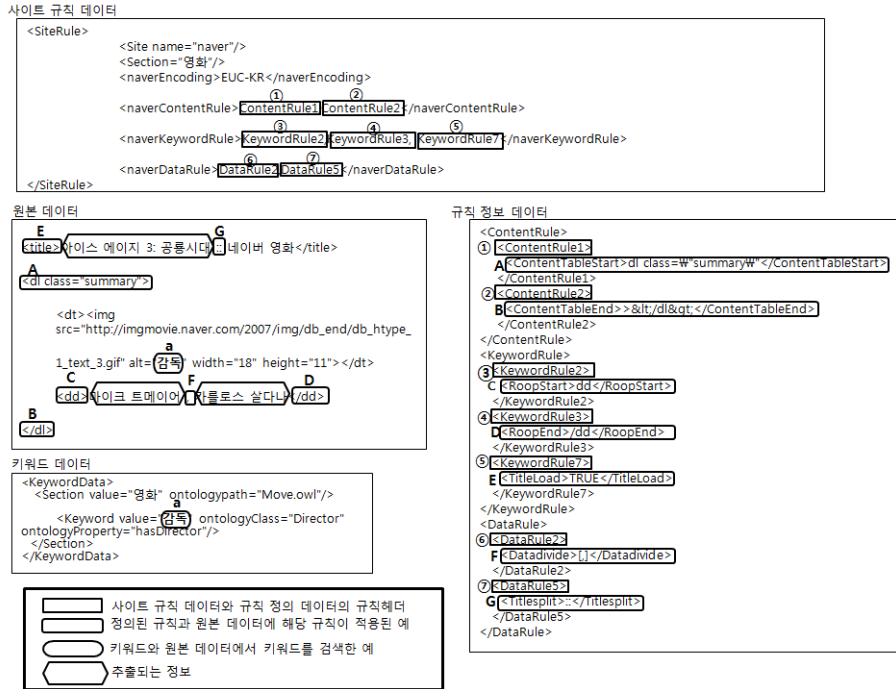 사이트 규칙 데이터
<SiteRule>
<Site name="naver"/>
<Section="영화"/>
<naverEncoding>EUC-KR</naverEncoding>
① ②
<naverContentRule>ContentRule1, ContentRule2</naverContentRule>
③ ④ ⑤
<naverKeywordRule>KeywordRule2, KeywordRule3, KeywordRule7</naverKeywordRule>
⑥ ⑦
<naverDataRule>DataRule2, DataRule5</naverDataRule>
</SiteRule>
원본 데이터
E G
<title>아이스 에이지 3: 공룡시대 :: 네이버 영화</title>
A
<dl class="summary">
<dt><img
src="http://imgmovie.naver.com/2007/img/db_end/db_htype_
a
1_text_3.gif" alt="감독" width="18" height="11"></dt>
C F D
<dd>마이크 트메이어, 카를로스 살다나</dd>
B
</dl>
키워드 데이터
<KeywordData>
<Section value="영화" ontologypath="Move.owl"/>
a
<Keyword value="감독" ontologyClass="Director"
ontologyProperty="hasDirector"/>
</Section>
</KeywordData>
사이트 규칙 데이터와 규칙 정의 데이터의 규칙헤더
정의된 규칙과 원본 데이터에 해당 규칙이 적용된 예
키워드와 원본 데이터에서 키워드를 검색한 예
추출되는 정보
규칙 정보 데이터
<ContentRule>
① <ContentRule1>
A <ContentTableStart>dl class=₩"summary₩"</ContentTableStart>
</ContentRule1>
② <ContentRule2>
B <ContentTableEnd>>&lt;/dl&gt;</ContentTableEnd>
</ContentRule2>
</ContentRule>
<KeywordRule>
③ <KeywordRule2>
C <RoopStart>dd</RoopStart>
</KeywordRule2>
④ <KeywordRule3>
D <RoopEnd>/dd</RoopEnd>
</KeywordRule3>
⑤ <KeywordRule7>
E <TitleLoad>TRUE</TitleLoad>
</KeywordRule7>
</KeywordRule>
<DataRule>
⑥ <DataRule2>
F <Datadivide>[,]</Datadivide>
</DataRule2>
⑦ <DataRule5>
G <Titlesplit>::</Titlesplit>
</DataRule5>
</DataRule>